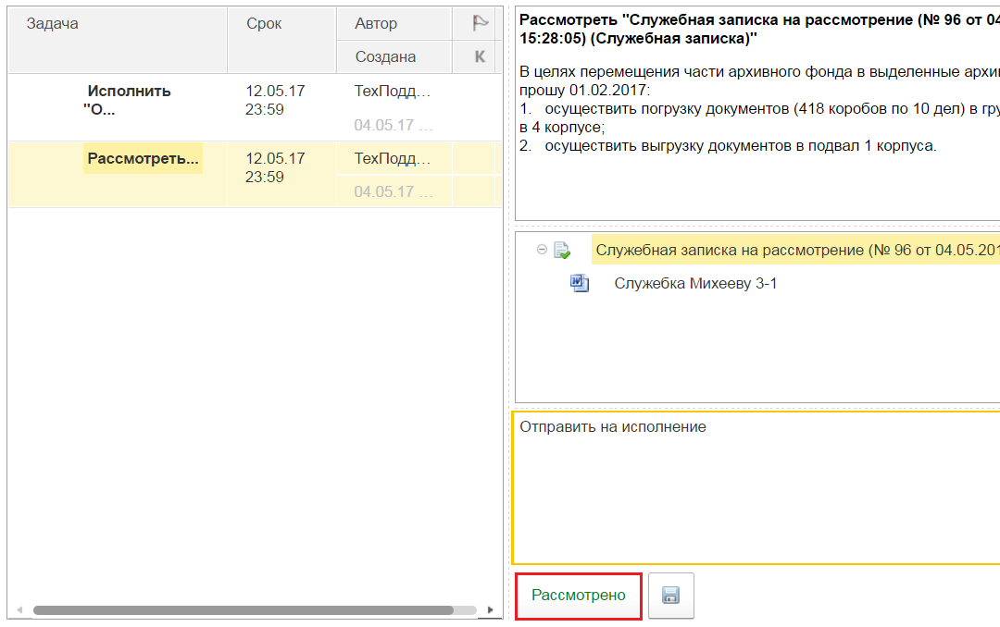 Задача
Срок
Автор
Создана
К
Исполнить
"О...
12.05.17
23:59
ТехПодд...
04.05.17 ...
Рассмотреть...
12.05.17
23:59
ТехПодд...
04.05.17 ...
Рассмотреть "Служебная записка на рассмотрение (№ 96 от 04
15:28:05) (Служебная записка)"
В целях перемещения части архивного фонда в выделенные архи
прошу 01.02.2017:
1. осуществить погрузку документов (418 коробов по 10 дел) в гру
в 4 корпусе;
2. осуществить выгрузку документов в подвал 1 корпуса.
Служебная записка на рассмотрение (№ 96 от 04.05.201
Служебка Михееву 3-1
Отправить на исполнение
Рассмотрено